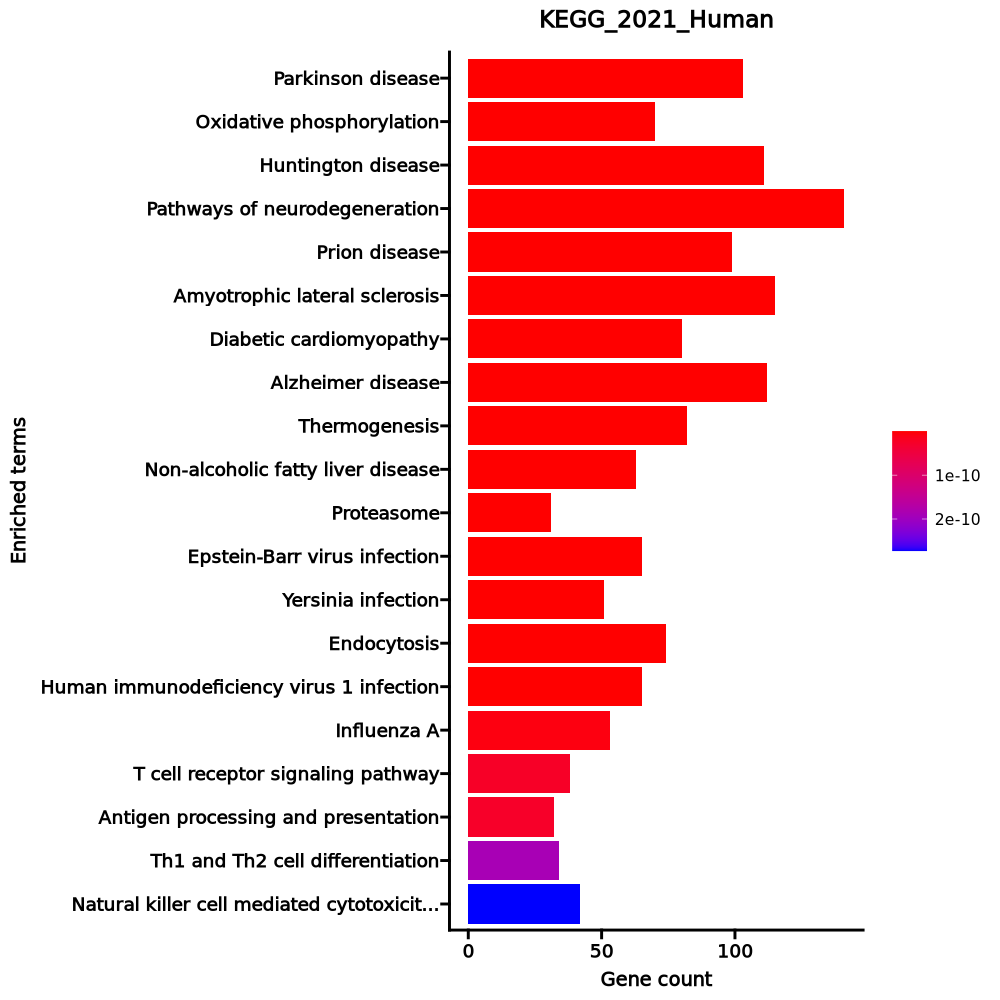 KEGG_2021_Human
Parkinson disease
Oxidative phosphorylation
Huntington disease
Pathways of neurodegeneration
Prion disease
Amyotrophic lateral sclerosis
Diabetic cardiomyopathy
Alzheimer disease
Thermogenesis
Non-alcoholic fatty liver disease
Proteasome
Epstein-Barr virus infection
Yersinia infection
Endocytosis
Human immunodeficiency virus 1 infection
Influenza A
T cell receptor signaling pathway
Antigen processing and presentation
Th1 and Th2 cell differentiation
Natural killer cell mediated cytotoxicit...
Enriched terms
0 50 100
Gene count
1e-10
2e-10